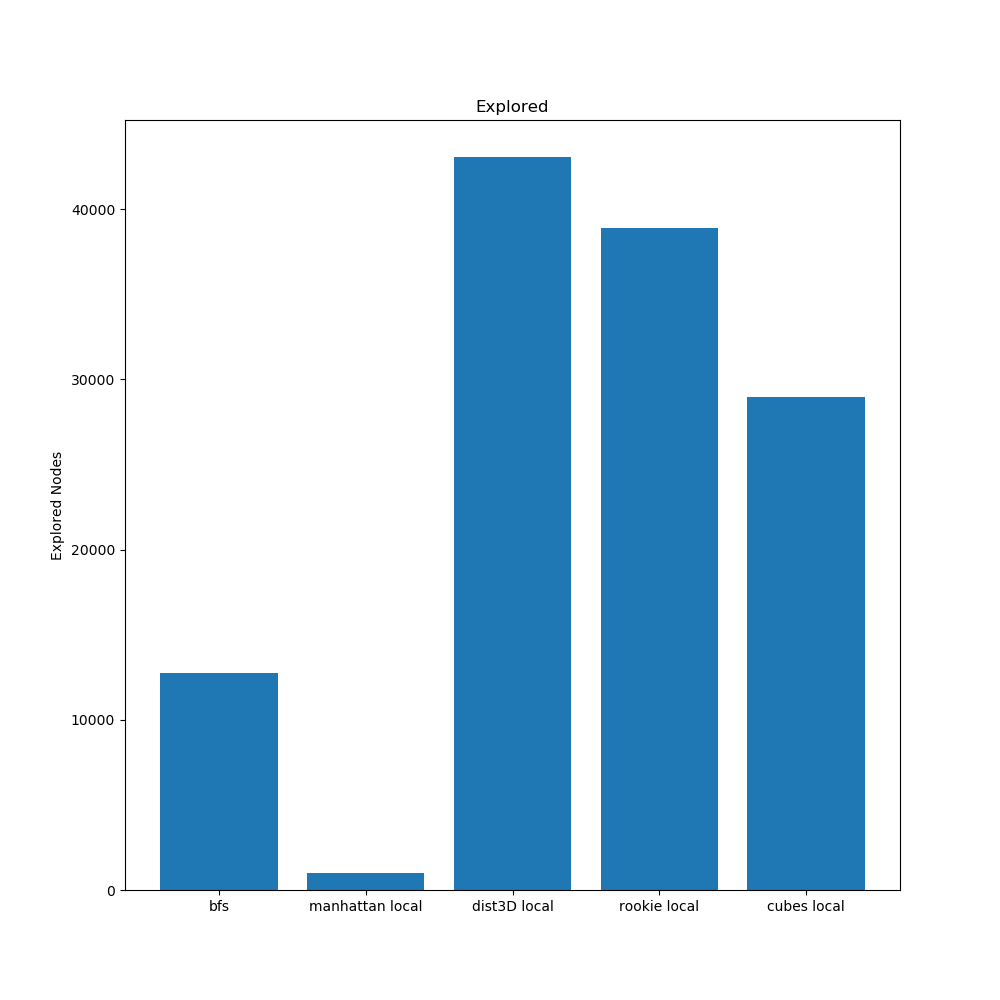 Explored
Explored Nodes
40000
30000
20000
10000
0
bfs
manhattan local
dist3D local
rookie local
cubes local